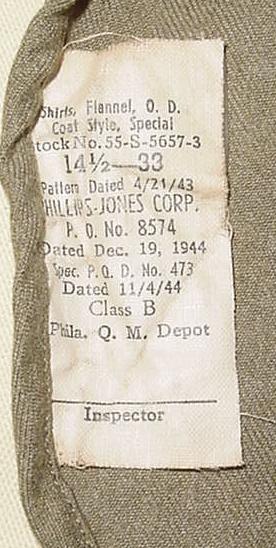 Shirts, Flannel, O. D.
Coat Style, Special
tock No. 55-S-5657-3
14½—33
Pattern Dated 4/21/43
HILLIPS-JONES CORP.
P. O. No. 8574
Dated Dec. 19, 1944
Spec. P. Q. D. No. 473
Dated 11/4/44
Class B
Phila. Q. M. Depot
Inspector